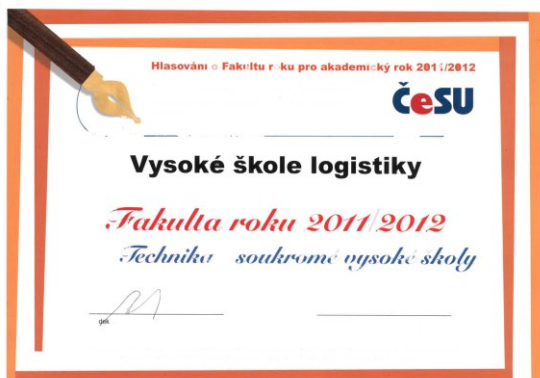 Hlasování o Fakultu roku pro akademický rok 2011/2012
ČeSU
Vysoké škole logistiky
Fakulta roku 2011/2012
Technika soukromé vysoké školy